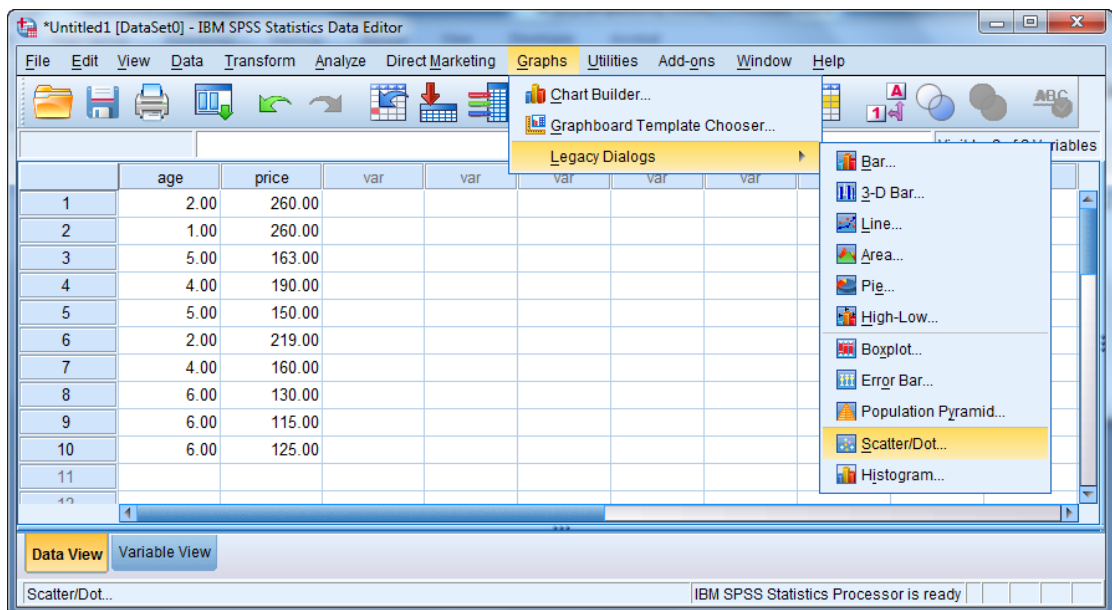 *Untitled1 [DataSet0] - IBM SPSS Statistics Data Editor
File Edit View Data Transform Analyze Direct Marketing Graphs Utilities Add-ons Window Help
Chart Builder...
Graphboard Template Chooser...
Legacy Dialogs
Bar...
3-D Bar...
Line...
Area...
Pie...
High-Low...
Boxplot...
Error Bar...
Population Pyramid...
Scatter/Dot...
Histogram...
age price var var var var var
1 2.00 260.00
2 1.00 260.00
3 5.00 163.00
4 4.00 190.00
5 5.00 150.00
6 2.00 219.00
7 4.00 160.00
8 6.00 130.00
9 6.00 115.00
10 6.00 125.00
11
Data View Variable View
Scatter/Dot... IBM SPSS Statistics Processor is ready